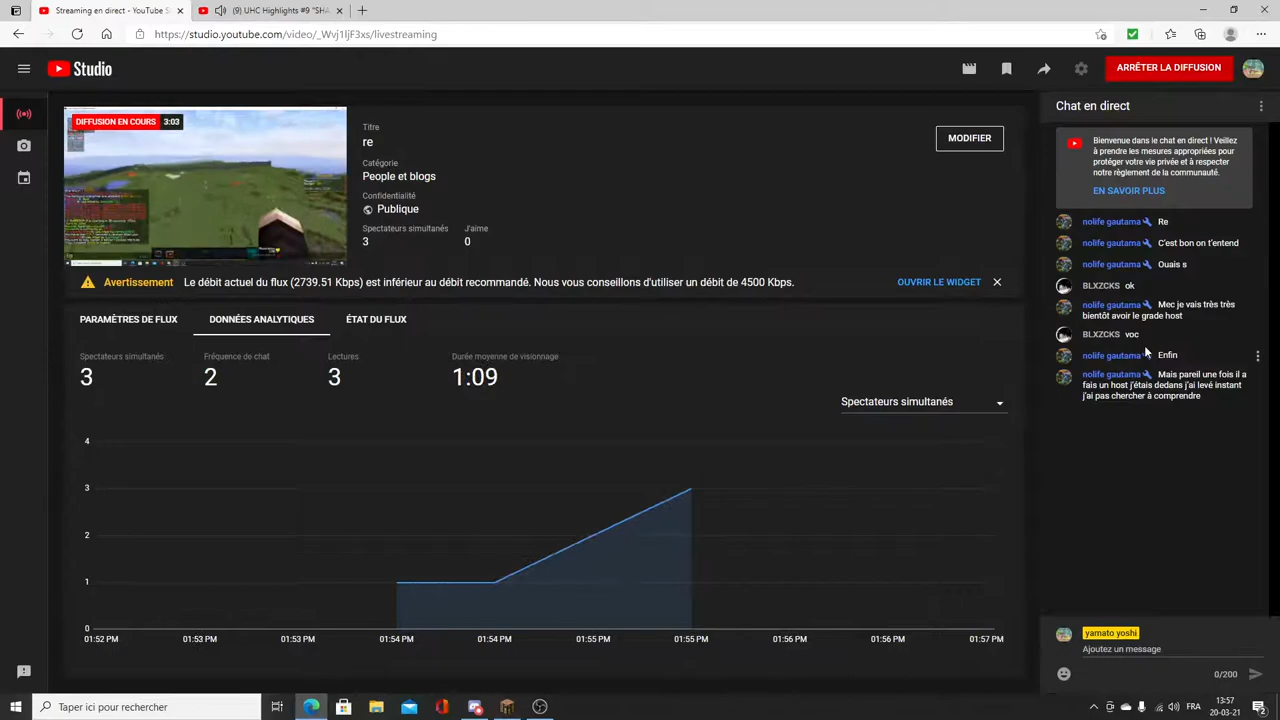 Streaming en direct - YouTube S
(9) UHC Highlights #9 "SHA
https://studio.youtube.com/video/_Wvj1ljF3xs/livestreaming
Studio
ARRÊTER LA DIFFUSION
DIFFUSION EN COURS 3:03
Titre
re
Catégorie
People et blogs
Confidentialité
Publique
Spectateurs simultanés J'aime
3 0
MODIFIER
Avertissement Le débit actuel du flux (2739.51 Kbps) est inférieur au débit recommandé. Nous vous conseillons d'utiliser un débit de 4500 Kbps.
OUVRIR LE WIDGET
PARAMÈTRES DE FLUX DONNÉES ANALYTIQUES ÉTAT DU FLUX
Spectateurs simultanés Fréquence de chat Lectures Durée moyenne de visionnage
3 2 3 1:09
Spectateurs simultanés
4
3
2
1
0
01:52 PM 01:53 PM 01:53 PM 01:54 PM 01:54 PM 01:55 PM 01:55 PM 01:56 PM 01:56 PM 01:57 PM
Chat en direct
Bienvenue dans le chat en direct ! Veillez
à prendre les mesures appropriées pour
protéger votre vie privée et à respecter
notre règlement de la communauté.
EN SAVOIR PLUS
nolife gautama Re
nolife gautama C'est bon on t'entend
nolife gautama Ouais s
BLXZCKS ok
nolife gautama Mec je vais très très
bientôt avoir le grade host
BLXZCKS voc
nolife gautama Enfin
nolife gautama Mais pareil une fois il a
fais un host j'étais dedans j'ai levé instant
j'ai pas chercher à comprendre
yamato yoshi
Ajoutez un message
0/200
Taper ici pour rechercher
FRA
13:57
20-03-21
2